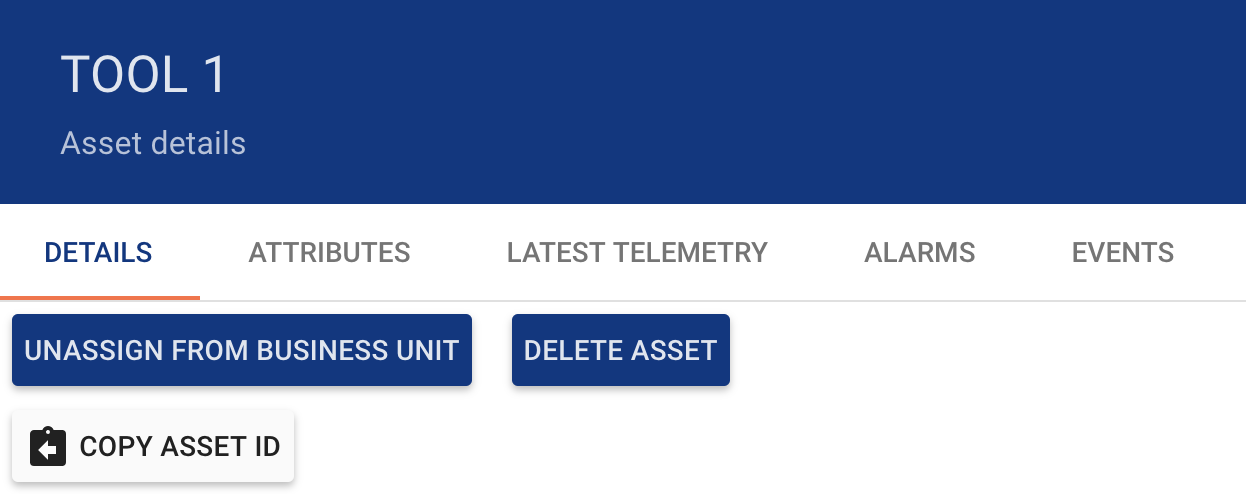 TOOL 1
Asset details
DETAILS ATTRIBUTES LATEST TELEMETRY ALARMS EVENTS
UNASSIGN FROM BUSINESS UNIT DELETE ASSET
COPY ASSET ID